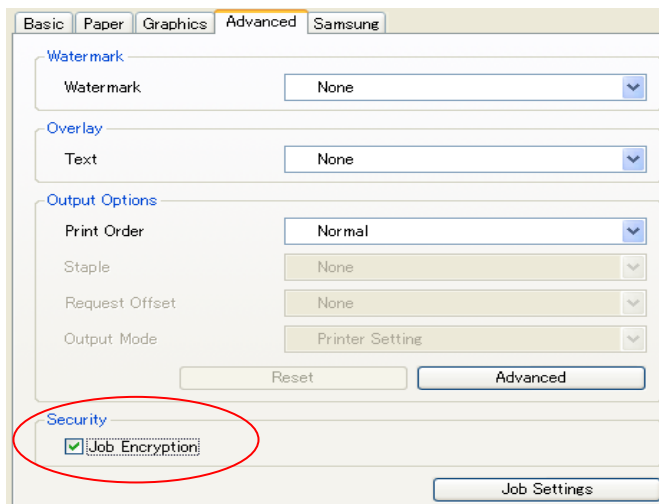 Basic Paper Graphics Advanced Samsung
Watermark
Watermark None
Overlay
Text None
Output Options
Print Order Normal
Staple None
Request Offset None
Output Mode Printer Setting
Reset Advanced
Security
Job Encryption
Job Settings